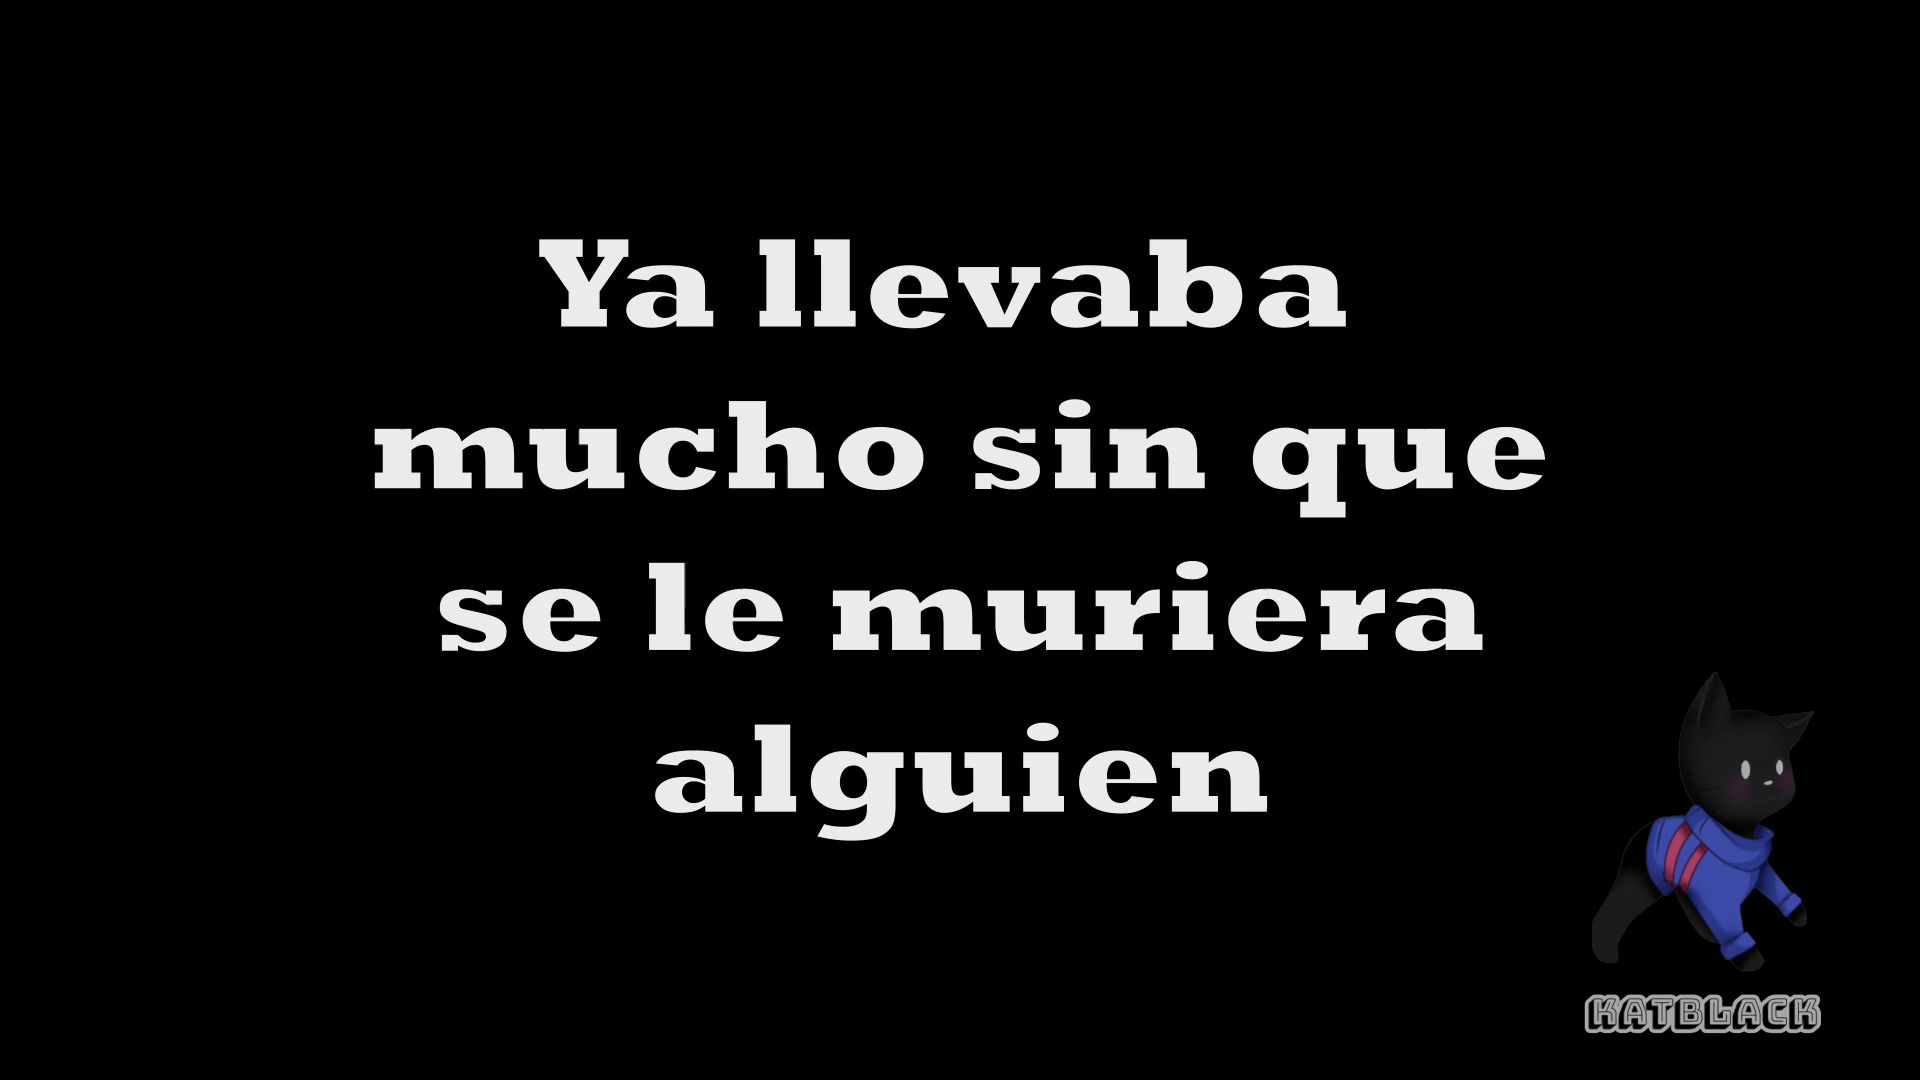 Ya llevaba
mucho sin que
se le muriera
alguien
KATBLACK